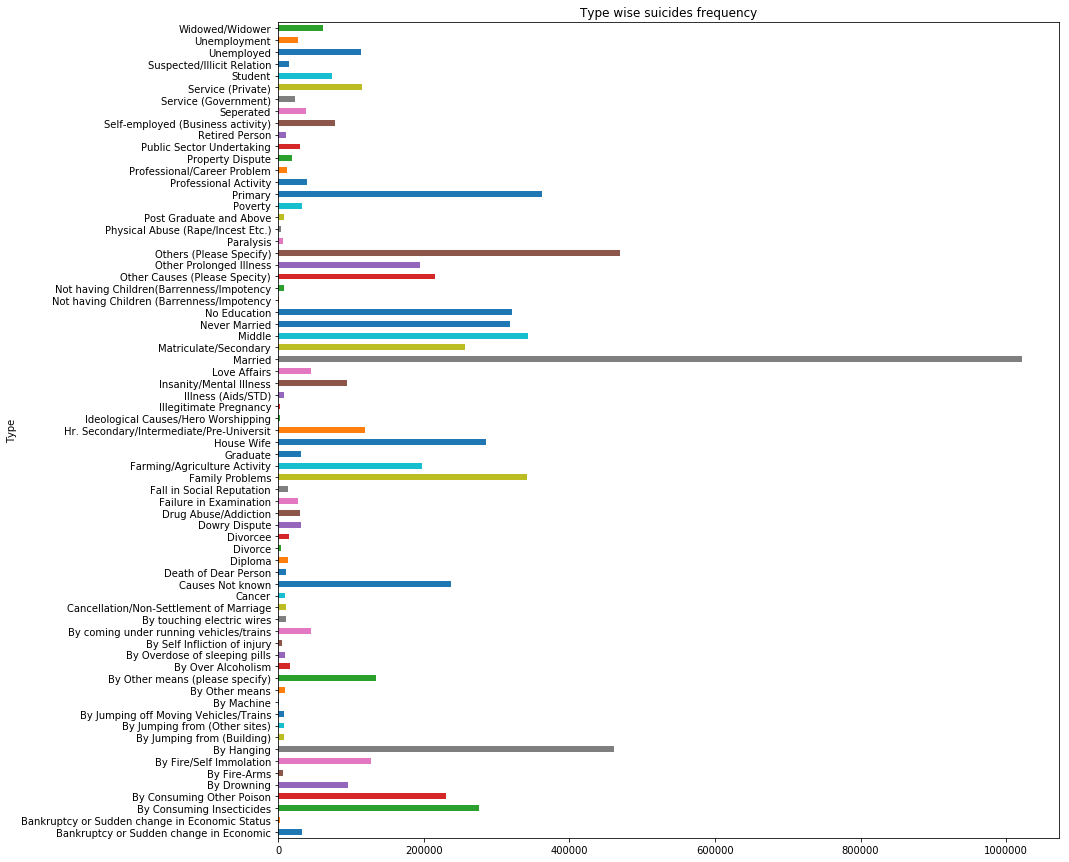 Type wise suicides frequency
Widowed/Widower
Unemployment
Unemployed
Suspected/Illicit Relation
Student
Service (Private)
Service (Government)
Seperated
Self-employed (Business activity)
Retired Person
Public Sector Undertaking
Property Dispute
Professional/Career Problem
Professional Activity
Primary
Poverty
Post Graduate and Above
Physical Abuse (Rape/Incest Etc.)
Paralysis
Others (Please Specify)
Other Prolonged Illness
Other Causes (Please Specity)
Not having Children(Barrenness/Impotency
Not having Children (Barrenness/Impotency
No Education
Never Married
Middle
Matriculate/Secondary
Married
Love Affairs
Insanity/Mental Illness
Illness (Aids/STD)
Illegitimate Pregnancy
Ideological Causes/Hero Worshipping
Hr. Secondary/Intermediate/Pre-Universit
House Wife
Graduate
Farming/Agriculture Activity
Family Problems
Fall in Social Reputation
Failure in Examination
Drug Abuse/Addiction
Dowry Dispute
Divorcee
Divorce
Diploma
Death of Dear Person
Causes Not known
Cancer
Cancellation/Non-Settlement of Marriage
By touching electric wires
By coming under running vehicles/trains
By Self Infliction of injury
By Overdose of sleeping pills
By Over Alcoholism
By Other means (please specify)
By Other means
By Machine
By Jumping off Moving Vehicles/Trains
By Jumping from (Other sites)
By Jumping from (Building)
By Hanging
By Fire/Self Immolation
By Fire-Arms
By Drowning
By Consuming Other Poison
By Consuming Insecticides
Bankruptcy or Sudden change in Economic Status
Bankruptcy or Sudden change in Economic
Type
0 200000 400000 600000 800000 1000000